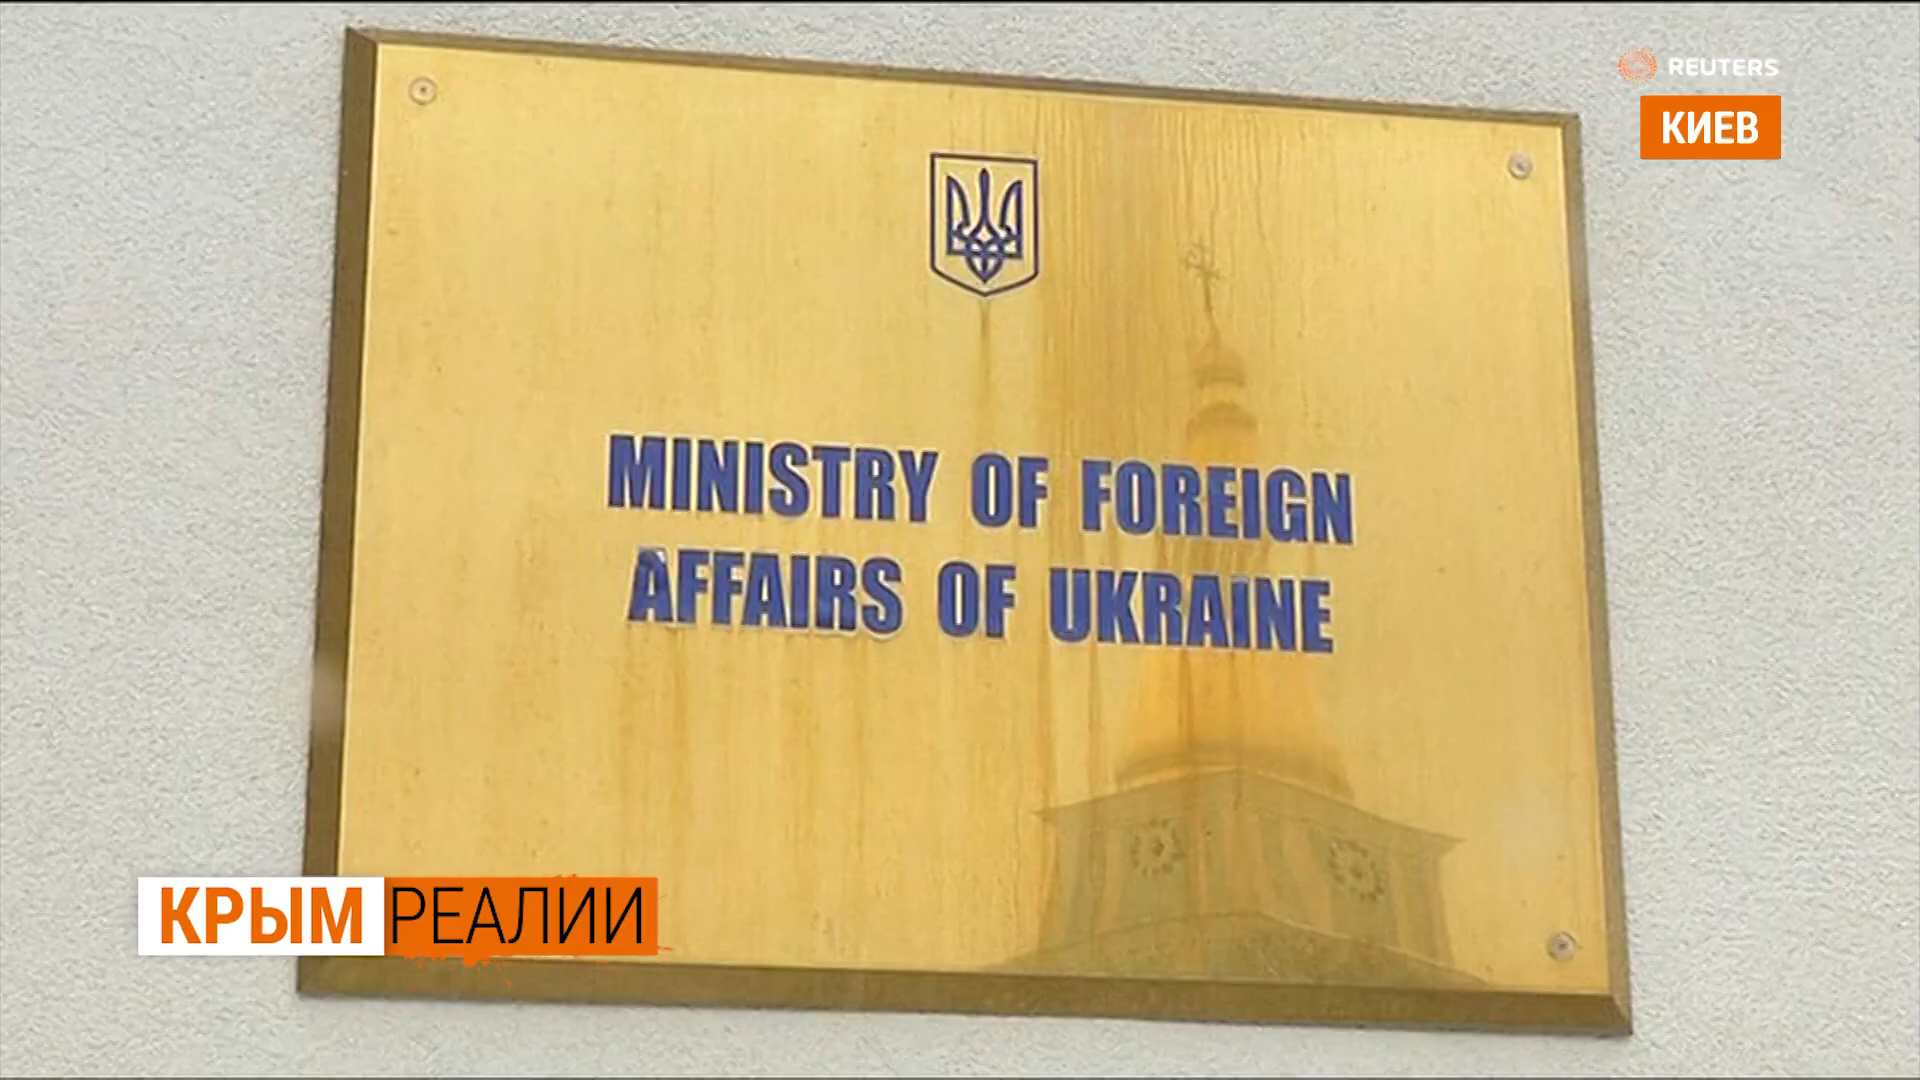 REUTERS
КИЕВ
MINISTRY OF FOREIGN
AFFAIRS OF UKRAINE
КРЫМ РЕАЛИИ